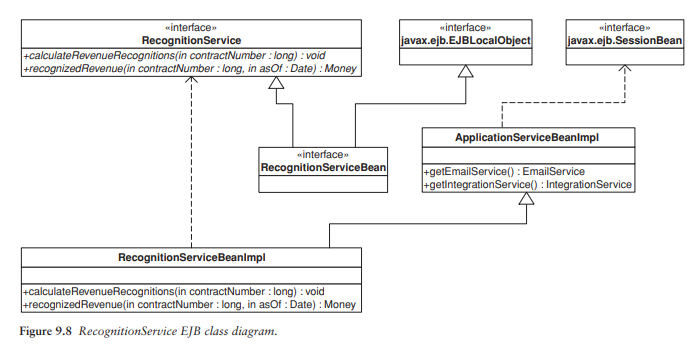 «interface»
RecognitionService
+calculateRevenueRecognitions(in contractNumber : long) : void
+recognizedRevenue(in contractNumber : long, in asOf : Date) : Money
«interface»
javax.ejb.EJBLocalObject
«interface»
javax.ejb.SessionBean
«interface»
RecognitionServiceBean
ApplicationServiceBeanImpl
+getEmailService() : EmailService
+getIntegrationService() : IntegrationService
RecognitionServiceBeanImpl
+calculateRevenueRecognitions(in contractNumber : long) : void
+recognizedRevenue(in contractNumber : long, in asOf : Date) : Money
Figure 9.8 RecognitionService EJB class diagram.